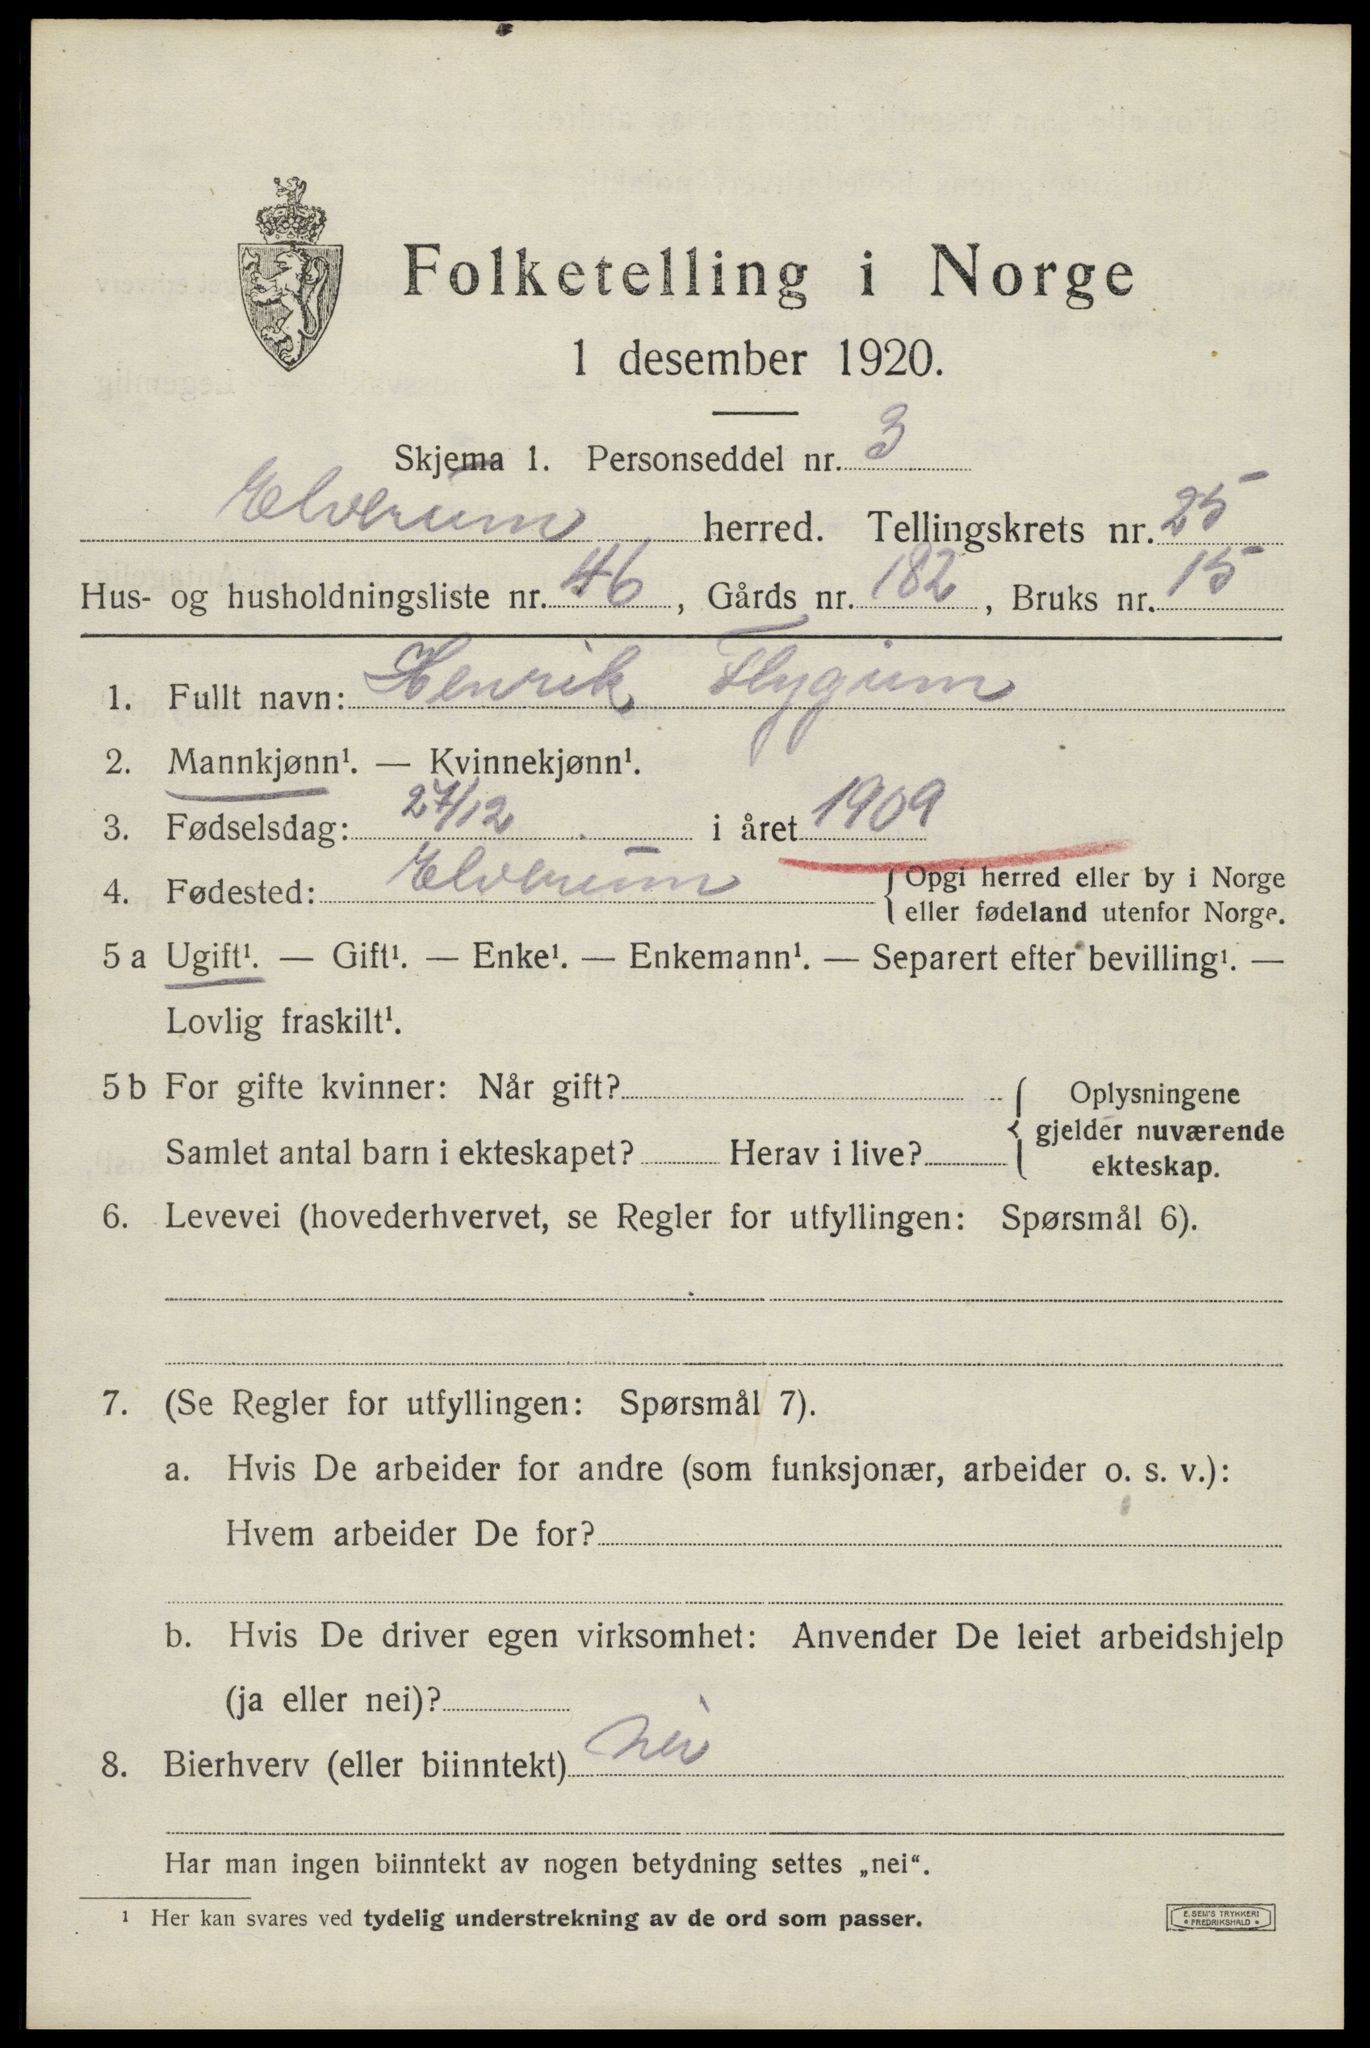 Folketelling i Norge
1 desember 1920.
Skjema 1. Personseddel nr. 3
Elverum herred. Tellingskrets nr. 25
Hus- og husholdningsliste nr. 46, Gårds nr. 182, Bruks nr. 15
1. Fullt navn: Henrik Flygium
2. Mannkjønn¹. — Kvinnekjønn¹.
3. Fødselsdag: 27/12 i året 1909
4. Fødested: Elverum {Opgi herred eller by i Norge
eller fødeland utenfor Norge.
5 a Ugift¹. — Gift¹. — Enke¹. — Enkemann¹. — Separert efter bevilling¹. —
Lovlig fraskilt¹.
5 b For gifte kvinner: Når gift? { Oplysningene
gjelder nuværende
Samlet antal barn i ekteskapet? Herav i live?
ekteskap.
6. Levevei (hovederhvervet, se Regler for utfyllingen: Spørsmål 6).
7. (Se Regler for utfyllingen: Spørsmål 7).
a. Hvis De arbeider for andre (som funksjonær, arbeider o. s. v.):
Hvem arbeider De for?
b. Hvis De driver egen virksomhet: Anvender De leiet arbeidshjelp
(ja eller nei)?
8. Bierhverv (eller biinntekt) nei
Har man ingen biinntekt av nogen betydning settes „nei“.
¹ Her kan svares ved tydelig understrekning av de ord som passer.
E. SEM'S TRYKKERI
* FREDRIKSHALD *